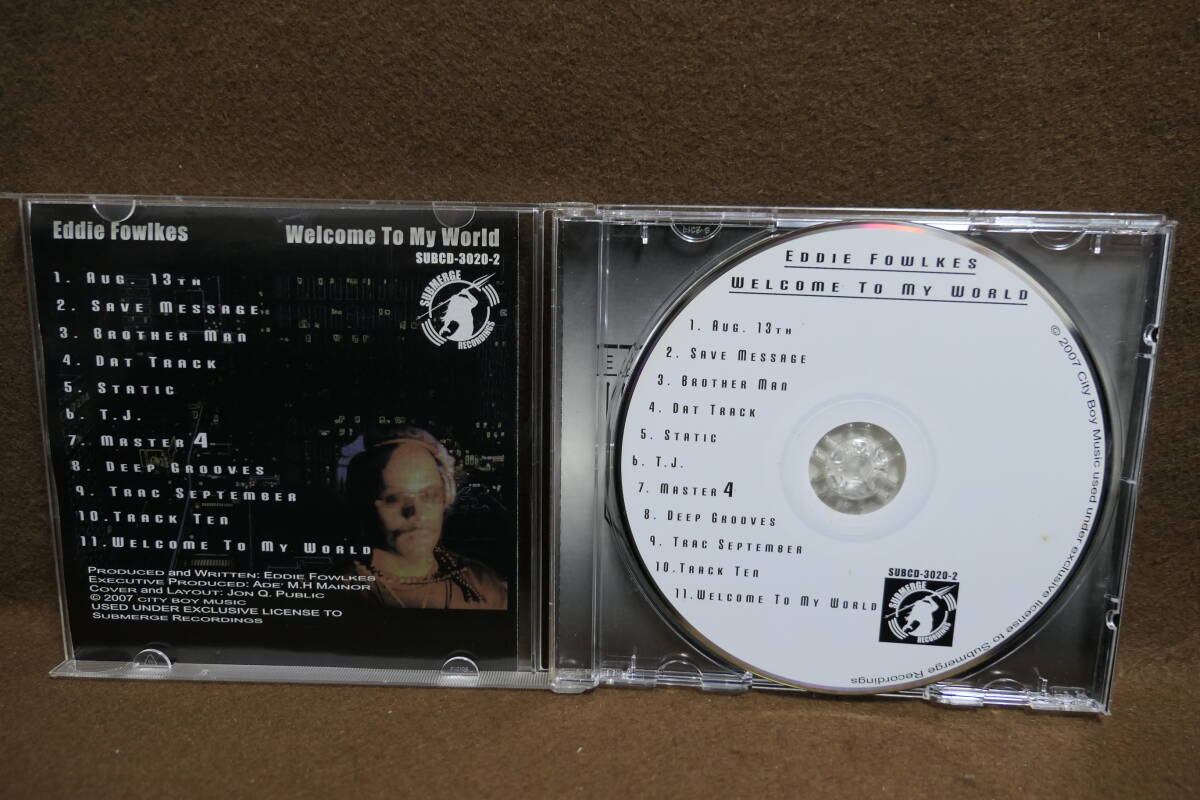 Eddie Fowlkes
Welcome To My World
SUBCD-3020-2
SUBMERGE
RECORDINGS
1. Aug. 13th
2. Save Message
3. Brother Man
4. Dat Track
5. Static
6. T.J.
7. Master 4
8. Deep Grooves
9. Trac September
10.Track Ten
11.Welcome To My World
Produced and Written: Eddie Fowlkes
Executive Produced: Ade' M.H Mainor
Cover and Layout: Jon Q. Public
© 2007 city boy music
used under exclusive license to
Submerge Recordings
Eddie Fowlkes
Welcome To My World
1. Aug. 13th
2. Save Message
3. Brother Man
4. Dat Track
5. Static
6. T.J.
7. Master 4
8. Deep Grooves
9. Trac September
10.Track Ten
11.Welcome To My World
SUBCD-3020-2
SUBMERGE
RECORDINGS
© 2007 City Boy Music used under exclusive license to Submerge Recordings